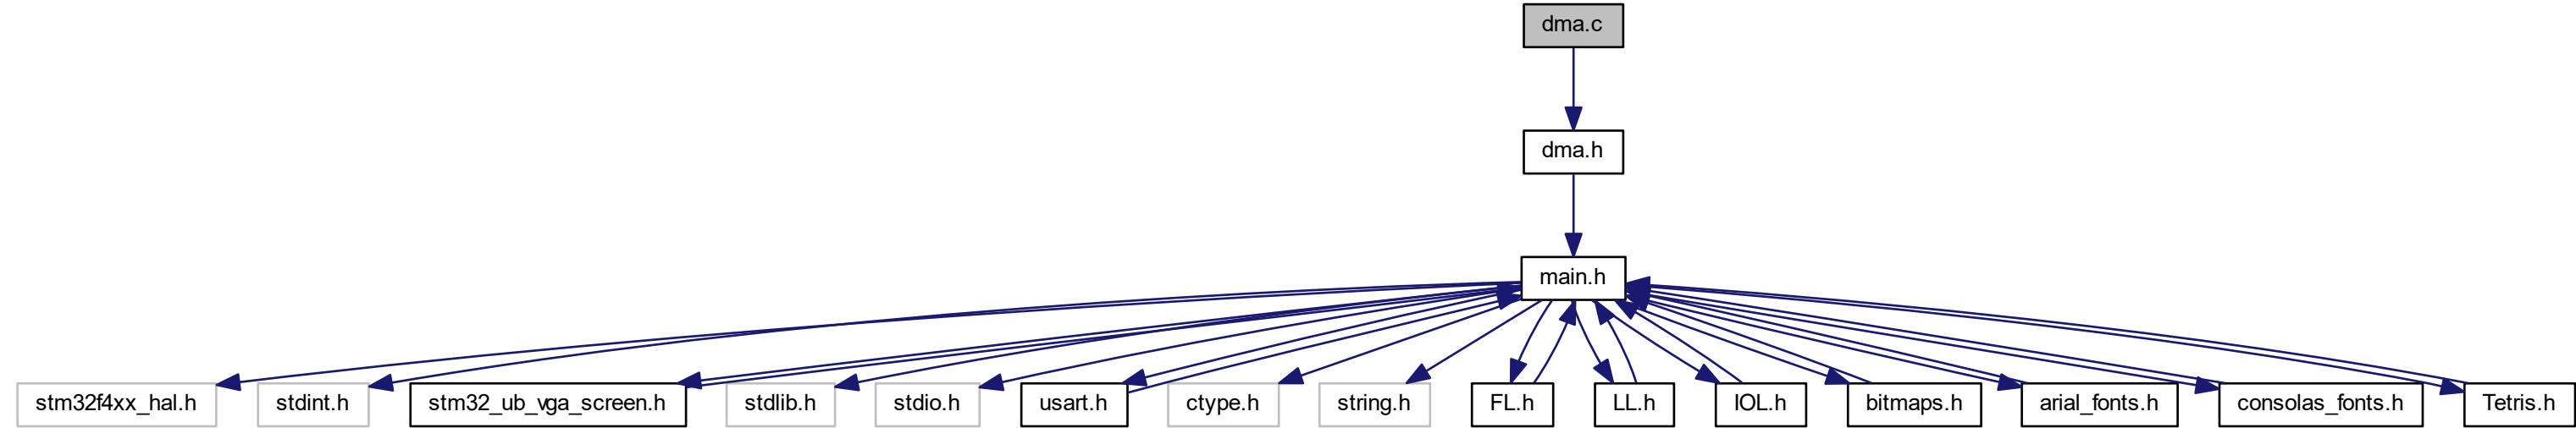 dma.c
dma.h
main.h
stm32f4xx_hal.h
stdint.h
stm32_ub_vga_screen.h
stdlib.h
stdio.h
usart.h
ctype.h
string.h
FL.h
LL.h
IOL.h
bitmaps.h
arial_fonts.h
consolas_fonts.h
Tetris.h